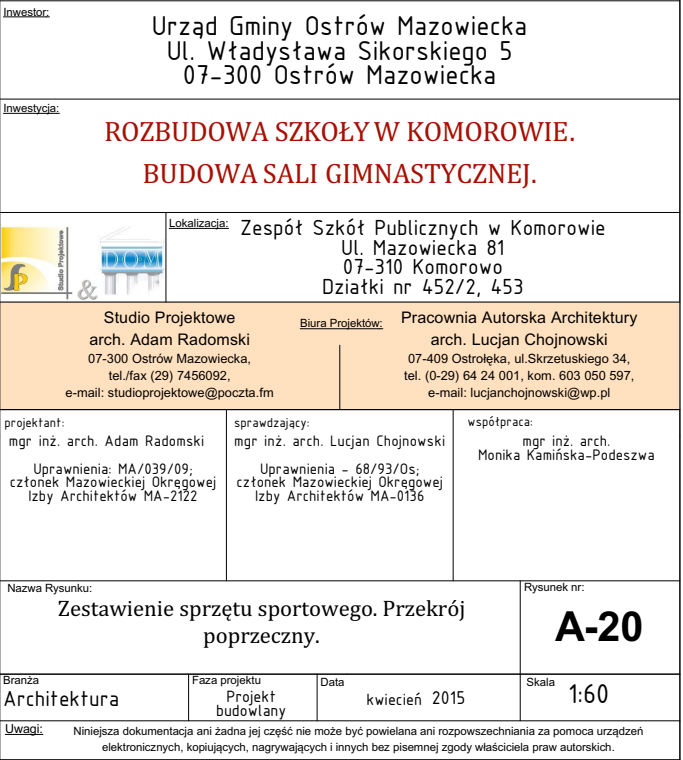 Inwestor:
Urząd Gminy Ostrów Mazowiecka
Ul. Władysława Sikorskiego 5
07-300 Ostrów Mazowiecka
Inwestycja:
ROZBUDOWA SZKOŁY W KOMOROWIE.
BUDOWA SALI GIMNASTYCZNEJ.
Studio Projektowe
&
DOM
Lokalizacja: Zespół Szkół Publicznych w Komorowie
Ul. Mazowiecka 81
07-310 Komorowo
Działki nr 452/2, 453
Studio Projektowe
arch. Adam Radomski
07-300 Ostrów Mazowiecka,
tel./fax (29) 7456092,
e-mail: studioprojektowe@poczta.fm
Biura Projektów:
Pracownia Autorska Architektury
arch. Lucjan Chojnowski
07-409 Ostrołęka, ul.Skrzetuskiego 34,
tel. (0-29) 64 24 001, kom. 603 050 597,
e-mail: lucjanchojnowski@wp.pl
projektant:
mgr inż. arch. Adam Radomski
Uprawnienia: MA/039/09;
członek Mazowieckiej Okręgowej
Izby Architektów MA-2122
sprawdzający:
mgr inż. arch. Lucjan Chojnowski
Uprawnienia - 68/93/Os;
członek Mazowieckiej Okręgowej
Izby Architektów MA-0136
współpraca:
mgr inż. arch.
Monika Kamińska-Podeszwa
Nazwa Rysunku:
Zestawienie sprzętu sportowego. Przekrój
poprzeczny.
Rysunek nr:
A-20
Branża
Architektura
Faza projektu
Projekt
budowlany
Data
kwiecień 2015
Skala
1:60
Uwagi: Niniejsza dokumentacja ani żadna jej część nie może być powielana ani rozpowszechniania za pomoca urządzeń
elektronicznych, kopiujących, nagrywających i innych bez pisemnej zgody właściciela praw autorskich.